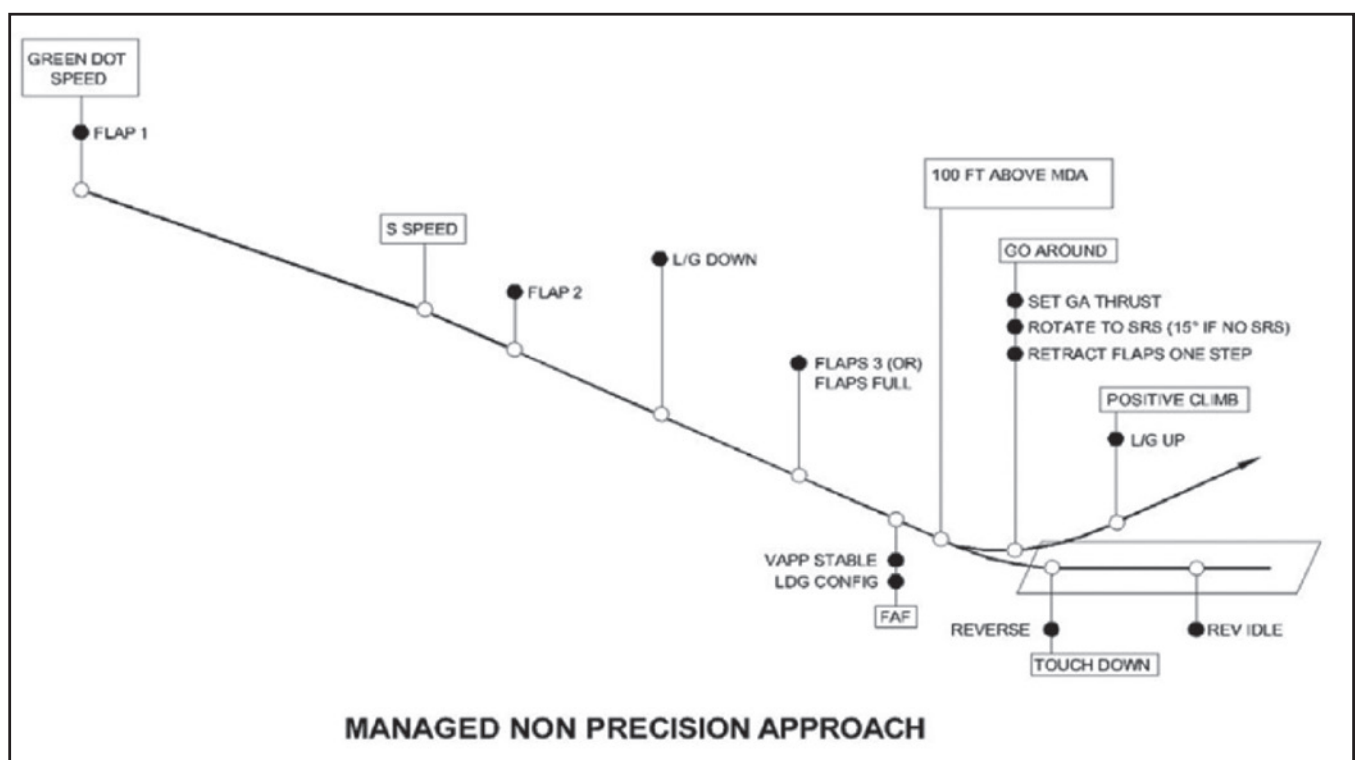 GREEN DOT
SPEED
FLAP 1
S SPEED
FLAP 2
L/G DOWN
FLAPS 3 (OR)
FLAPS FULL
VAPP STABLE
LDG CONFIG
FAF
100 FT ABOVE MDA
GO AROUND
SET GA THRUST
ROTATE TO SRS (15° IF NO SRS)
RETRACT FLAPS ONE STEP
POSITIVE CLIMB
L/G UP
REVERSE
TOUCH DOWN
REV IDLE
MANAGED NON PRECISION APPROACH